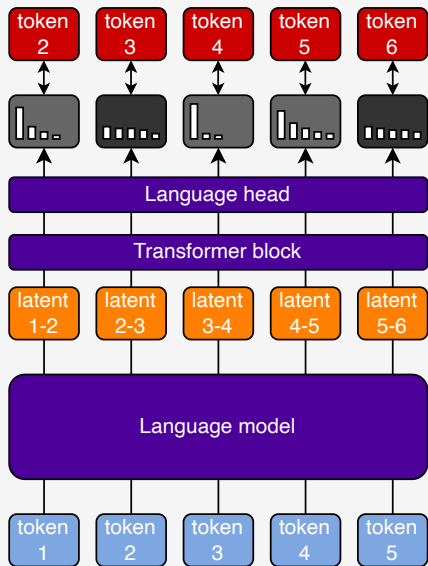 token
2
token
3
token
4
token
5
token
6
Language head
Transformer block
latent
1-2
latent
2-3
latent
3-4
latent
4-5
latent
5-6
Language model
token
1
token
2
token
3
token
4
token
5